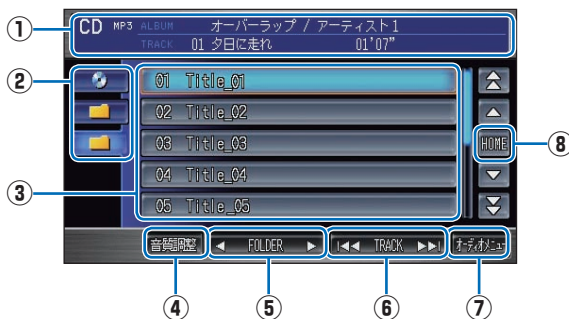 ① CD MP3 ALBUM オーバーラップ / アーティスト1
TRACK 01 夕日に走れ 01'07"
②
③
01 Title_01
02 Title_02
03 Title_03
04 Title_04
05 Title_05
HOME ⑧
音質調整 ◀ FOLDER ▶ I◀◀ TRACK ▶▶I オーディオメニュー
④ ⑤ ⑥ ⑦